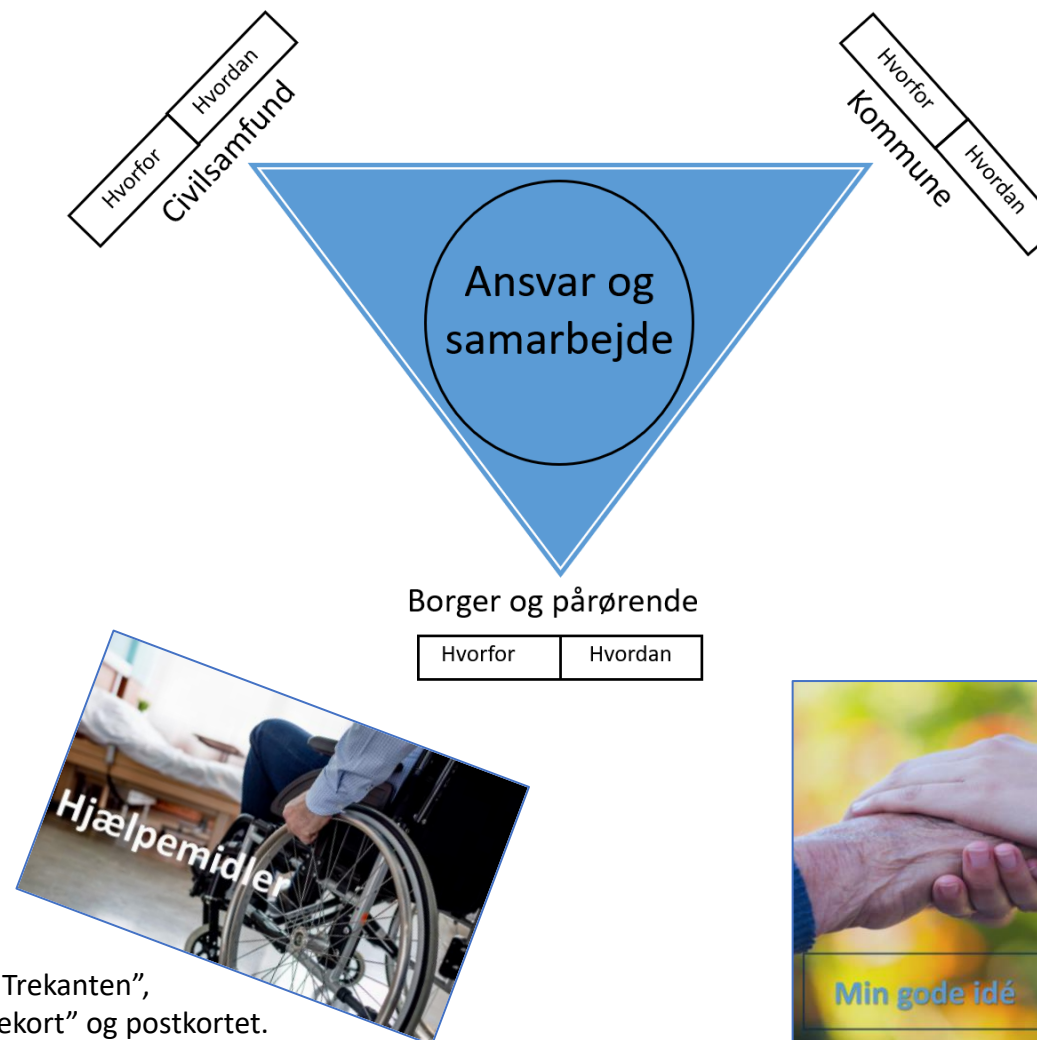 Hvorfor
Hvordan
Civilsamfund
Hvorfor
Hvordan
Kommune
Ansvar og
samarbejde
Borger og pårørende
Hvorfor
Hvordan
Hjælpemidler
Min gode idé
Trekanten”,
ekort” og postkortet.